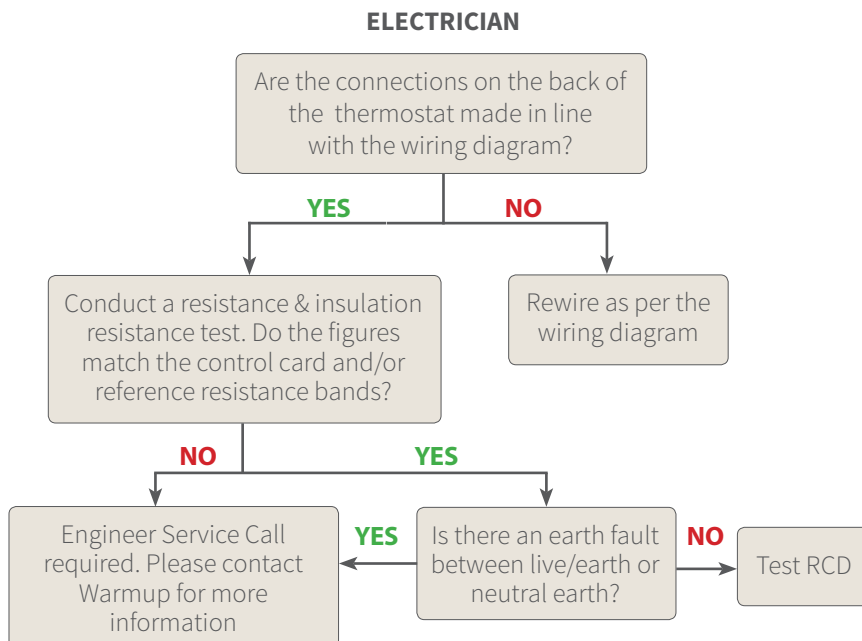 ELECTRICIAN
Are the connections on the back of
the thermostat made in line
with the wiring diagram?
YES
NO
Conduct a resistance & insulation
resistance test. Do the figures
match the control card and/or
reference resistance bands?
Rewire as per the
wiring diagram
NO
YES
Engineer Service Call
required. Please contact
Warmup for more
information
YES
Is there an earth fault
between live/earth or
neutral earth?
NO
Test RCD